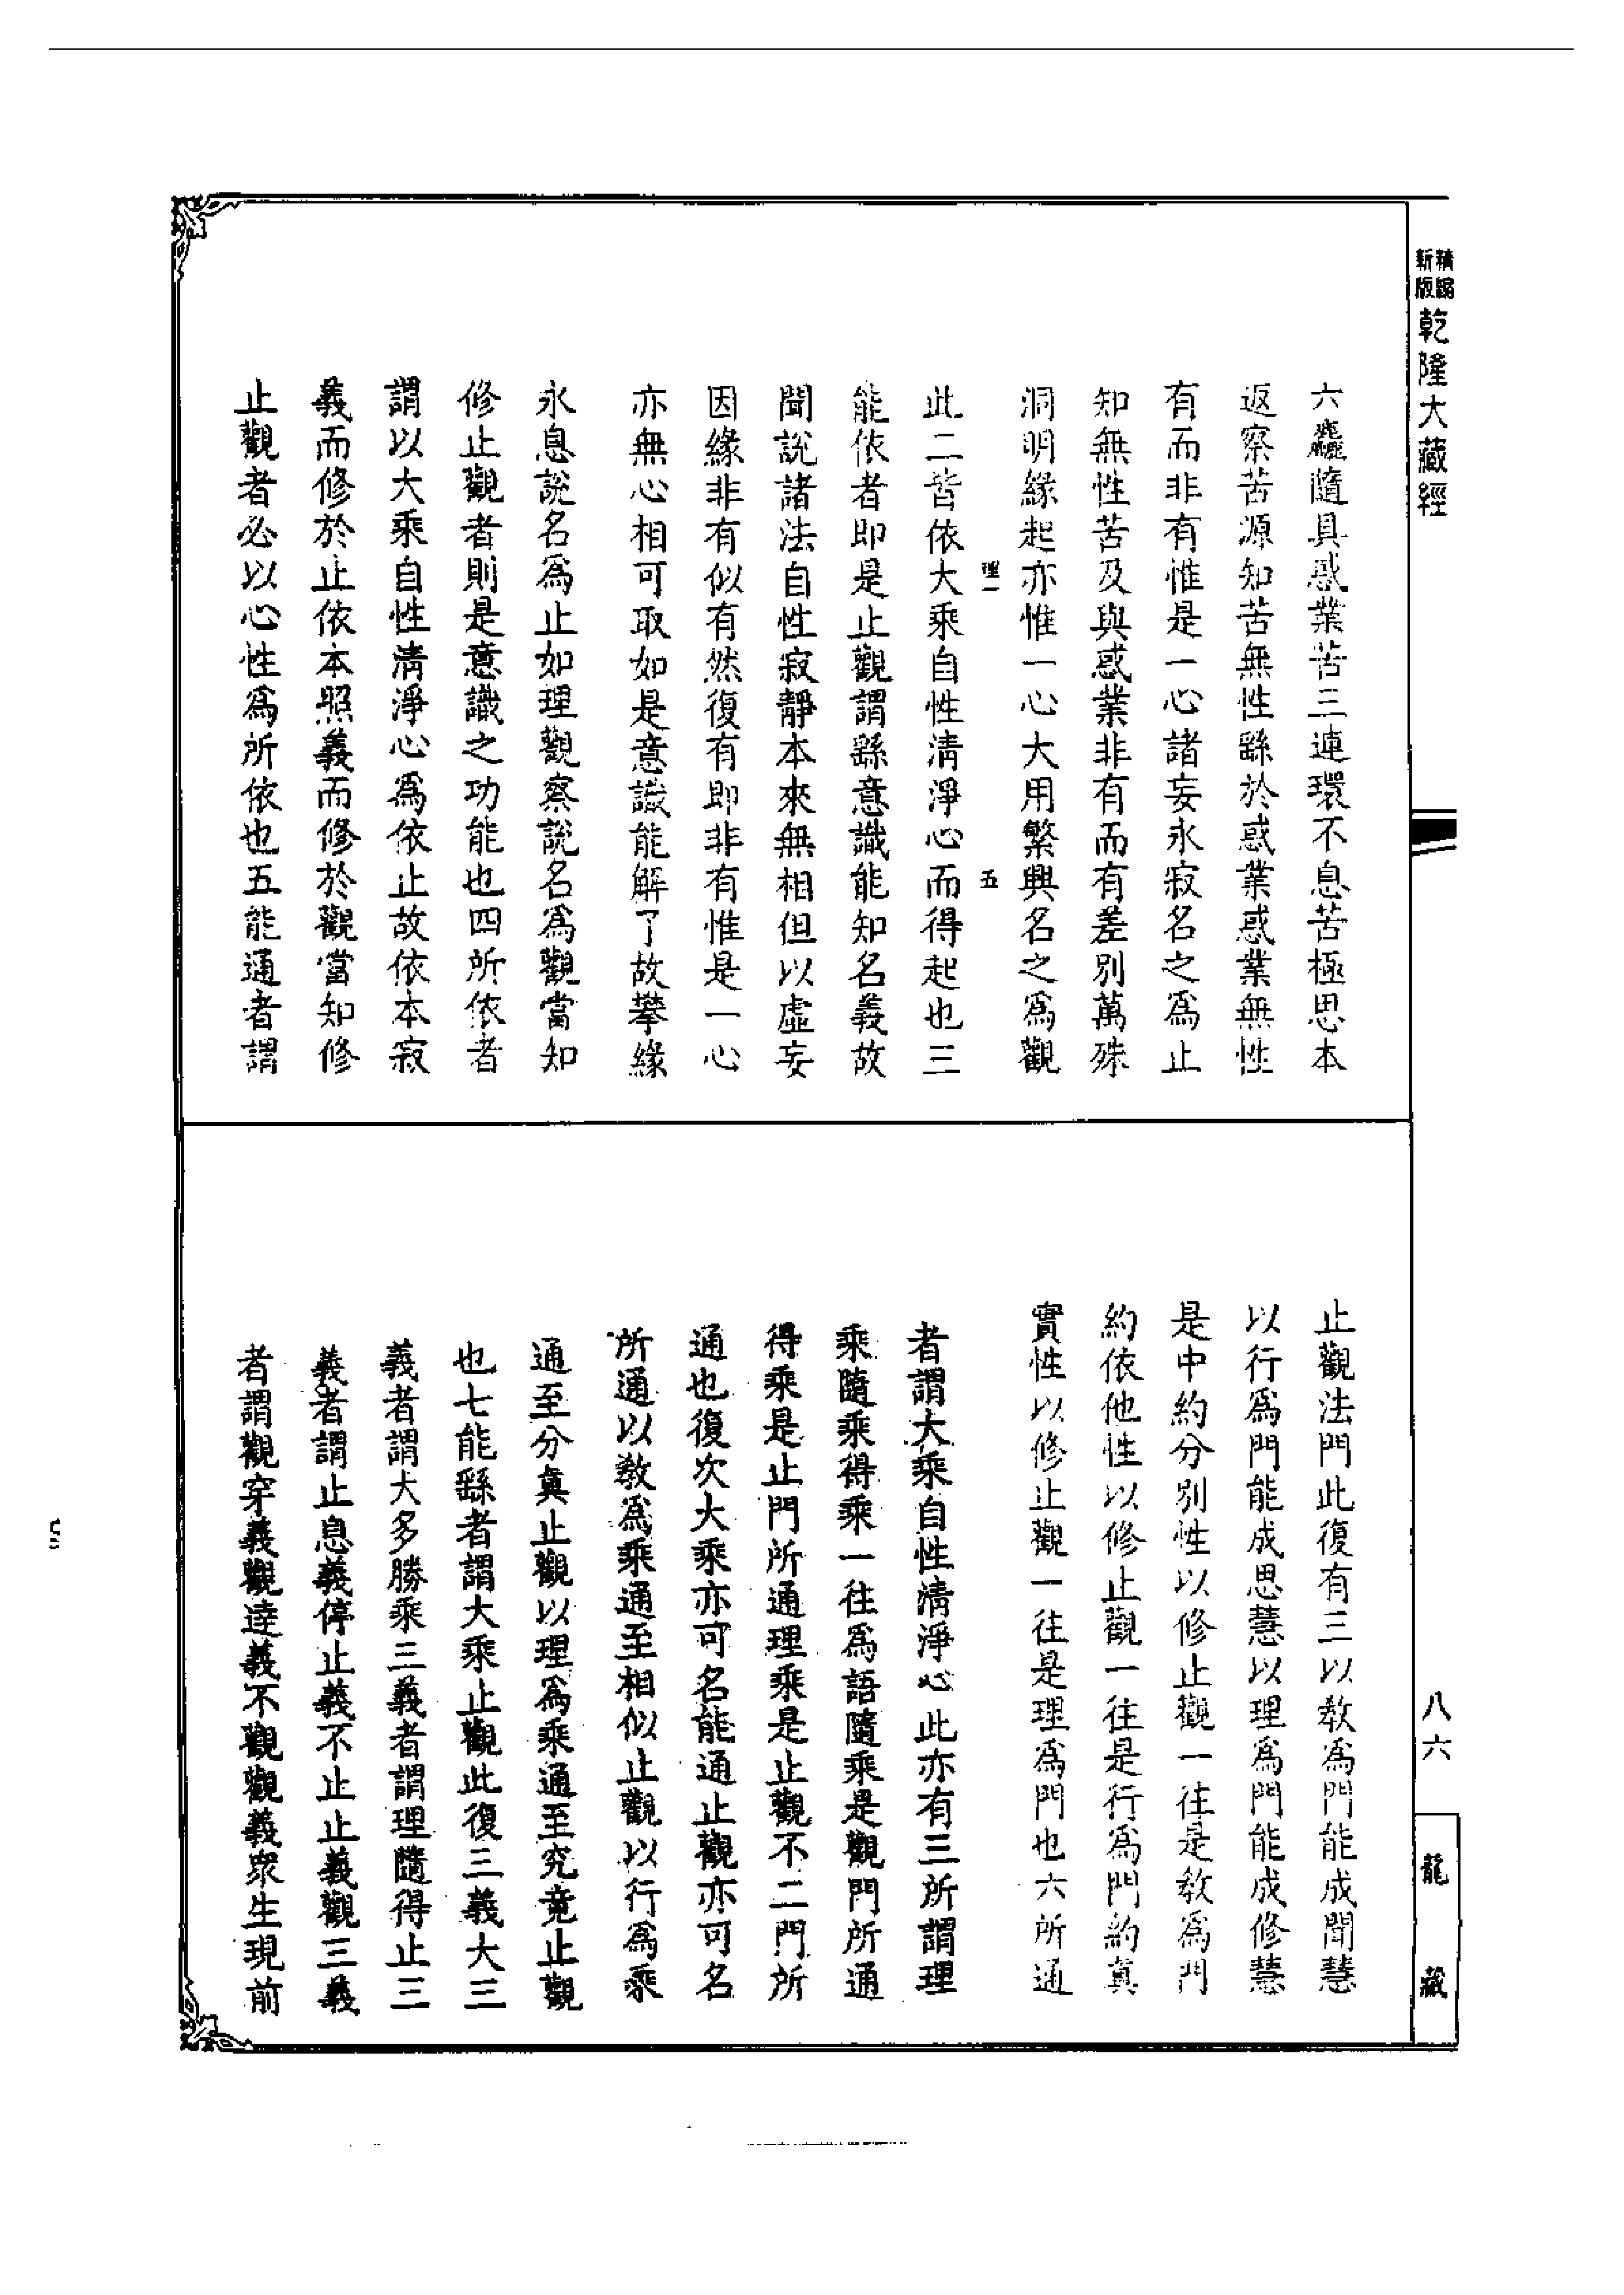 精編
新版
乾隆大藏經
六麤隨具惑業苦三連環不息苦極思本
返察苦源知苦無性繇於惑業惑業無性
有而非有惟是一心諸妄永寂名之為止
知無性苦及與惑業非有而有差別萬殊
洞明緣起亦惟一心大用繁興名之為觀
理一
五
此二皆依大乘自性清淨心而得起也三
能依者即是止觀謂繇意識能知名義故
聞說諸法自性寂靜本來無相但以虛妄
因緣非有似有然復有即非有惟是一心
亦無心相可取如是意識能解了故攀緣
永息說名為止如理觀察說名為觀當知
修止觀者則是意識之功能也四所依者
謂以大乘自性清淨心為依止故依本寂
義而修於止依本照義而修於觀當知修
止觀者必以心性為所依也五能通者謂
止觀法門此復有三以教為門能成聞慧
以行為門能成思慧以理為門能成修慧
是中約分別性以修止觀一往是教為門
約依他性以修止觀一往是行為門約真
實性以修止觀一往是理為門也六所通
者謂大乘自性清淨心此亦有三所謂理
乘隨乘得乘一往為語隨乘是觀門所通
得乘是止門所通理乘是止觀不二門所
通也復次大乘亦可名能通止觀亦可名
所通以教為乘通至相似止觀以行為乘
通至分真止觀以理為乘通至究竟止觀
也七能繇者謂大乘止觀此復三義大三
義者謂大多勝乘三義者謂理隨得止三
義者謂止息義停止義不止止義觀三義
者謂觀穿義觀達義不觀觀義眾生現前
八六
龍藏